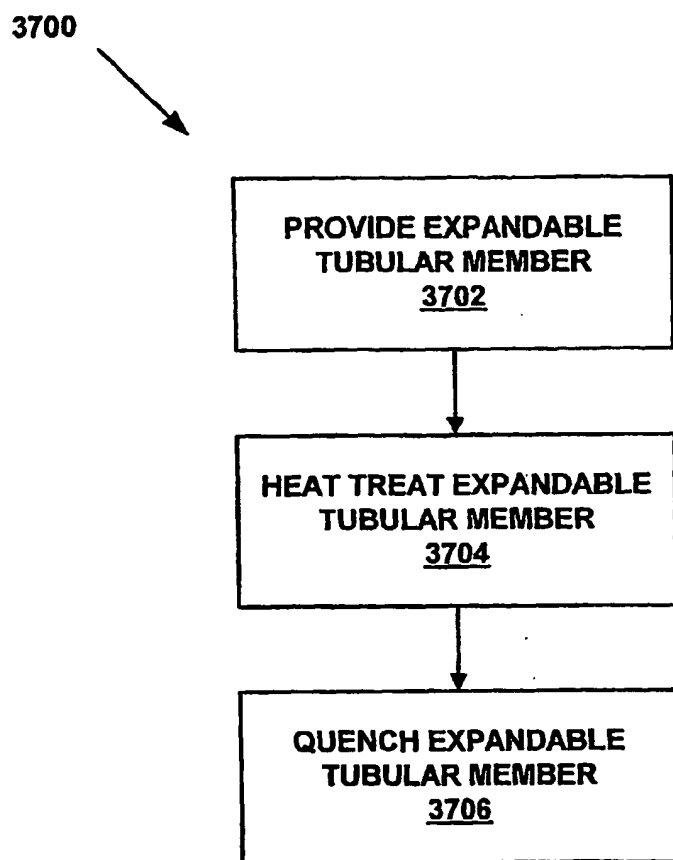 3700
PROVIDE EXPANDABLE
TUBULAR MEMBER
3702
HEAT TREAT EXPANDABLE
TUBULAR MEMBER
3704
QUENCH EXPANDABLE
TUBULAR MEMBER
3706